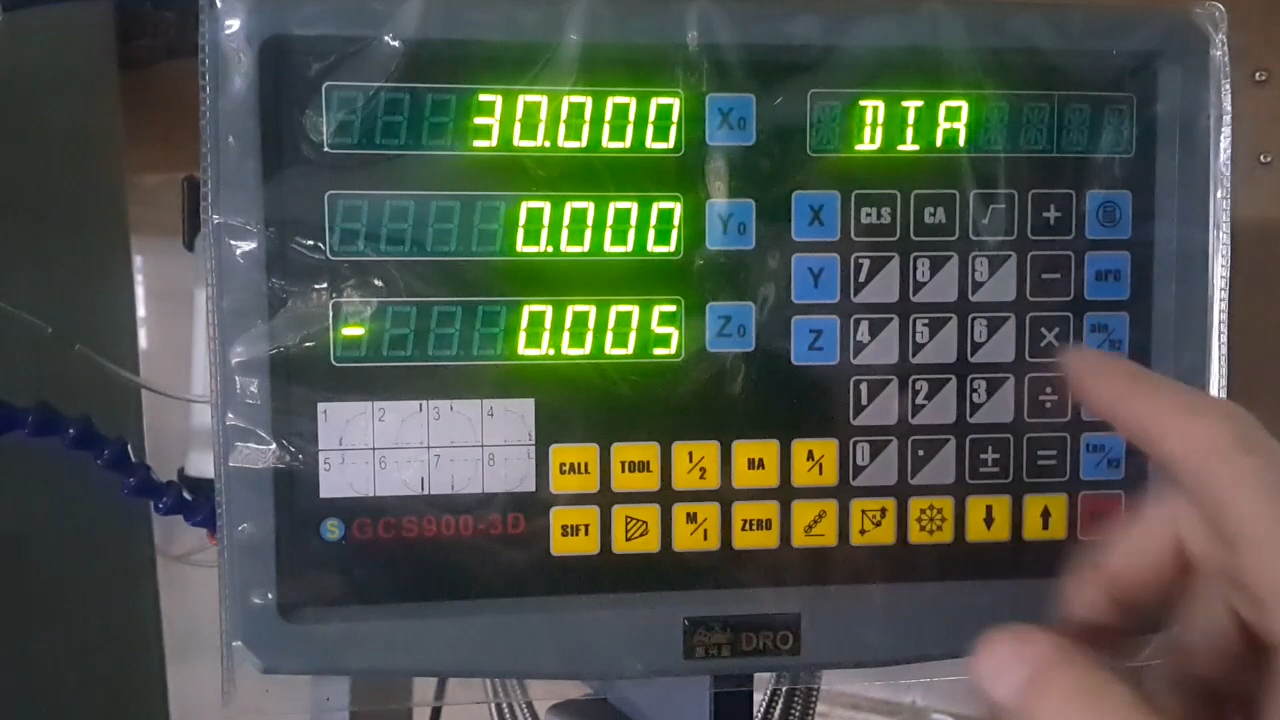 30.000 X0 DIA
0.000 Y0
-0.005 Z0
X CLS CA √ +
Y 7 8 9 − arc
Z 4 5 6 ×
1 2 3 ÷
0 . ± =
1 2 3 4
5 6 7 8
CALL TOOL 1/2 HA A/I
SIFT M/I ZERO
S GCS900-3D
DRO